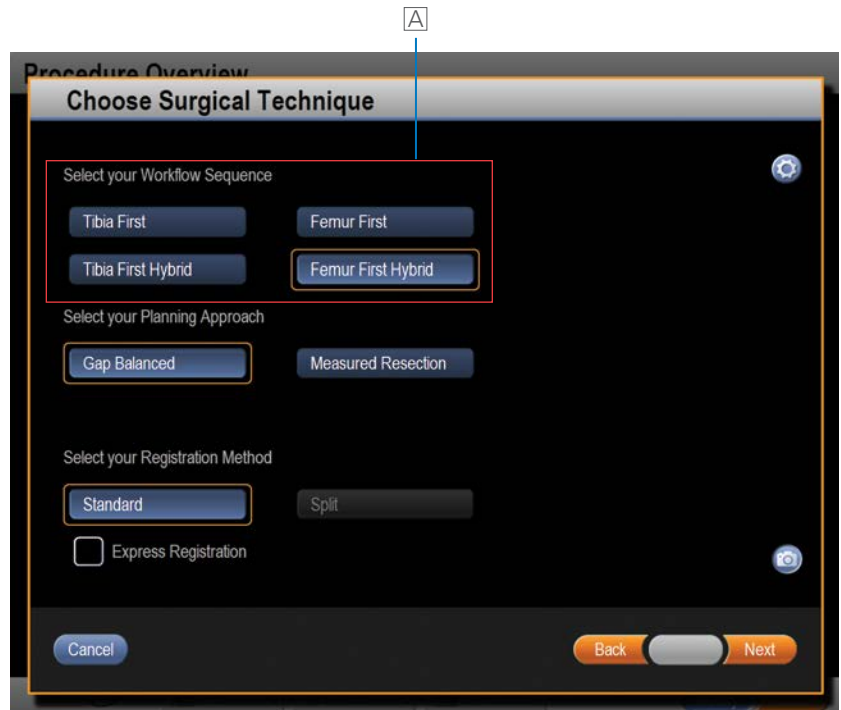 A
Procedure Overview
Choose Surgical Technique
Select your Workflow Sequence
Tibia First Femur First
Tibia First Hybrid Femur First Hybrid
Select your Planning Approach
Gap Balanced Measured Resection
Select your Registration Method
Standard Split
Express Registration
Cancel Back Next